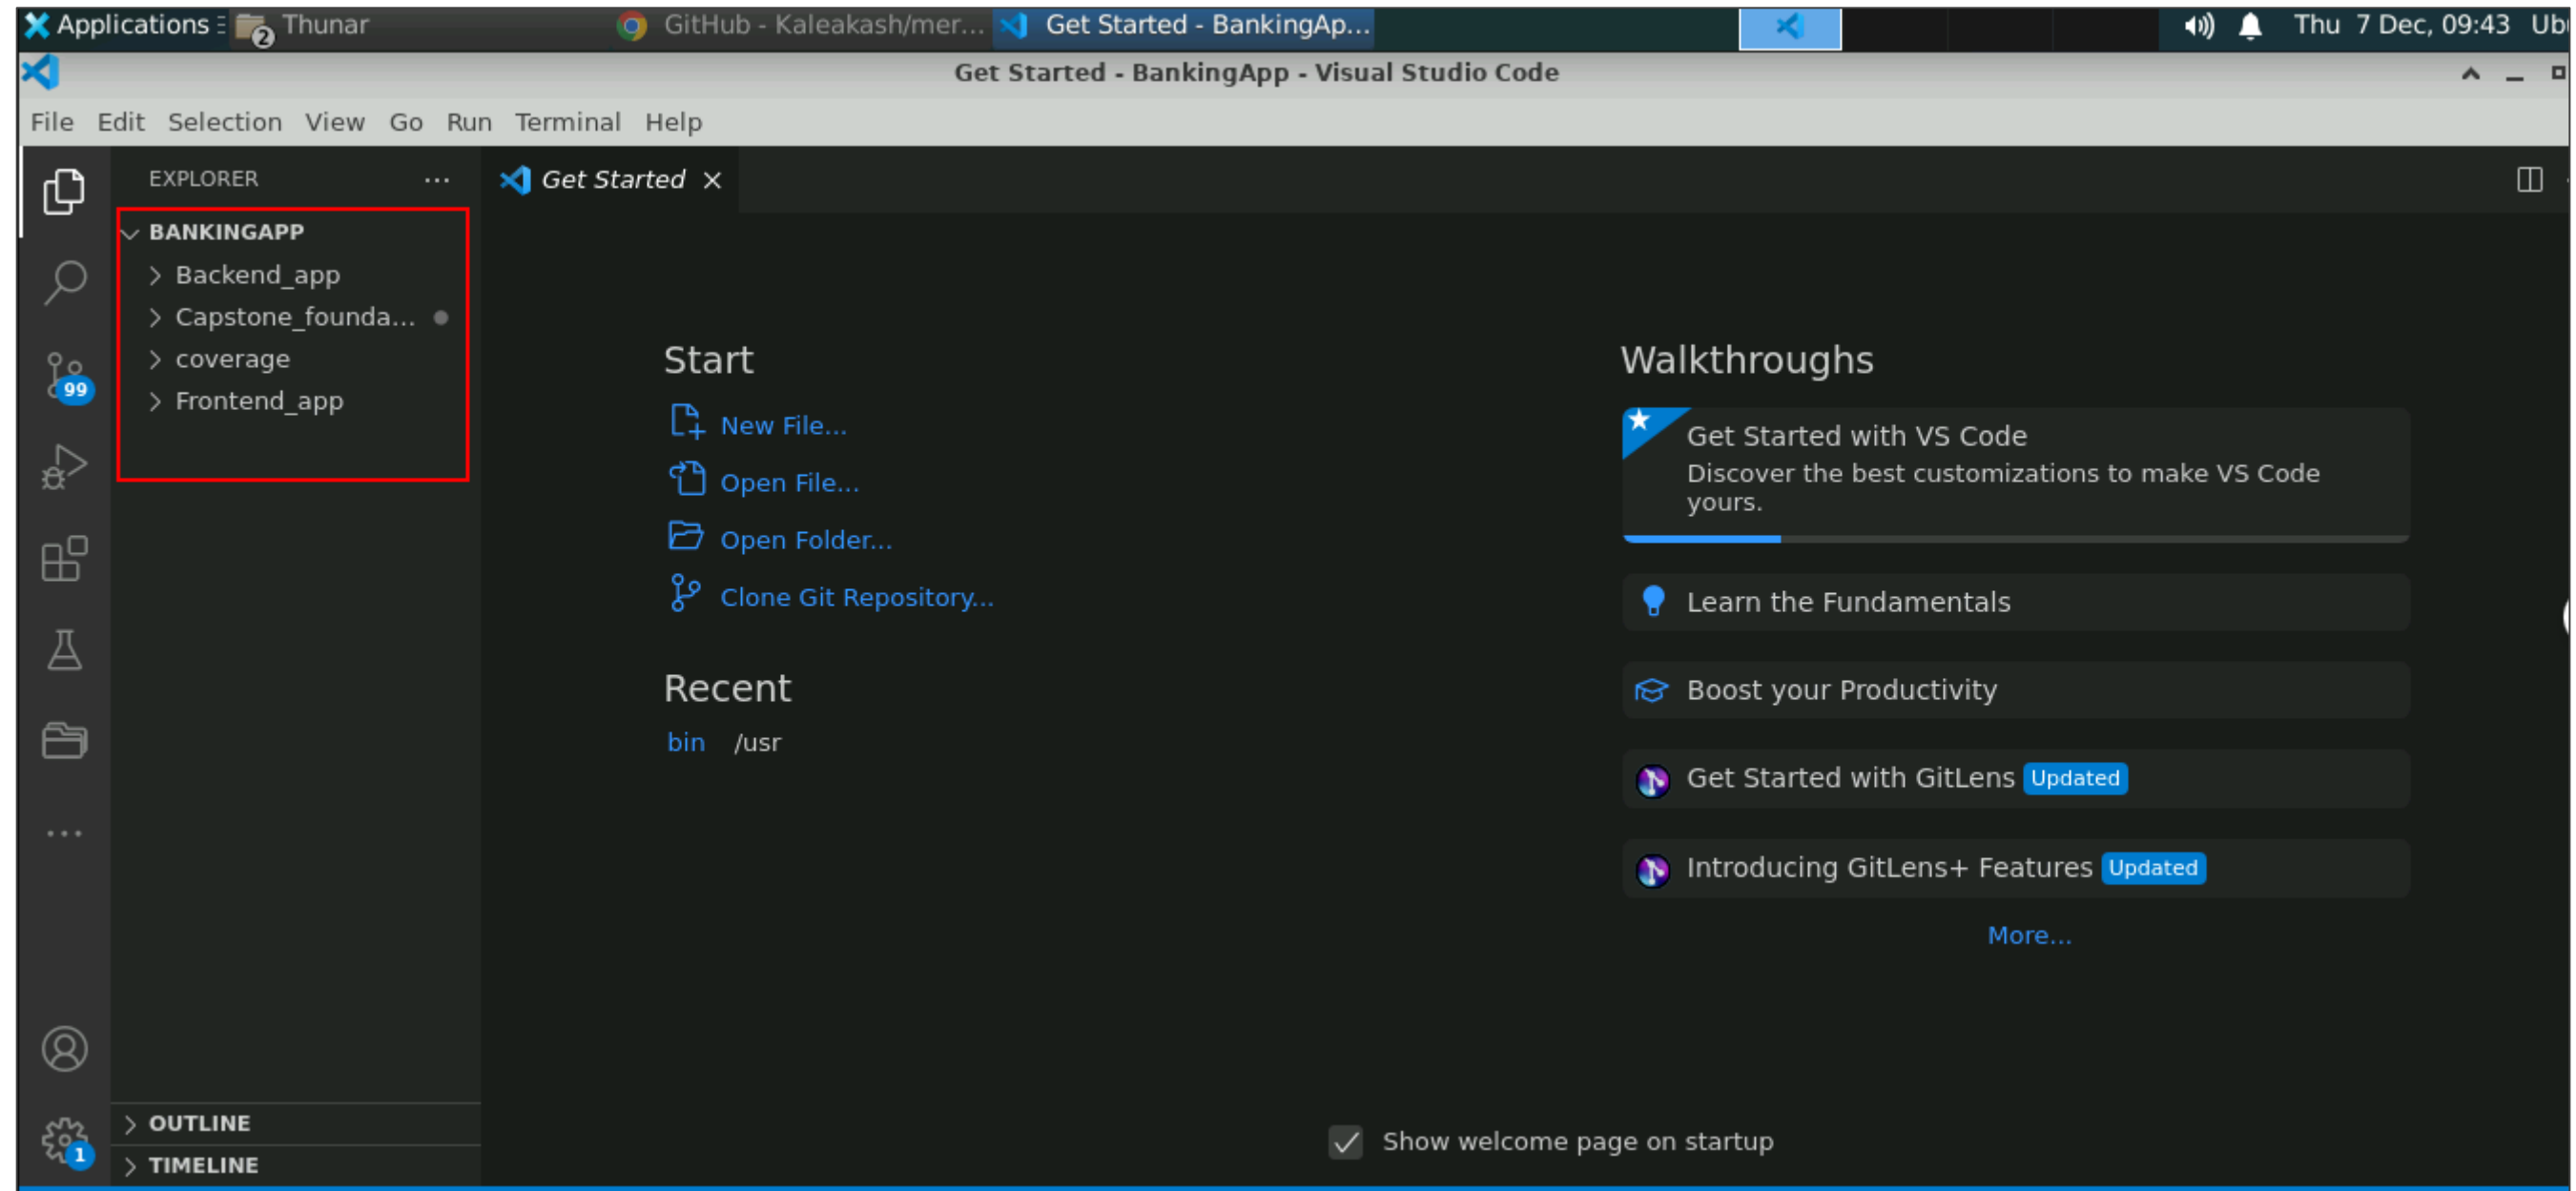 Applications
2
Thunar
GitHub - Kaleakash/mer...
Get Started - BankingAp...
Thu 7 Dec, 09:43
Get Started - BankingApp - Visual Studio Code
File Edit Selection View Go Run Terminal Help
EXPLORER
Get Started
BANKINGAPP
Backend_app
Capstone_founda...
coverage
Frontend_app
99
Start
New File...
Open File...
Open Folder...
Clone Git Repository...
Recent
bin /usr
Walkthroughs
Get Started with VS Code
Discover the best customizations to make VS Code
yours.
Learn the Fundamentals
Boost your Productivity
Get Started with GitLens Updated
Introducing GitLens+ Features Updated
More...
OUTLINE
1
TIMELINE
Show welcome page on startup